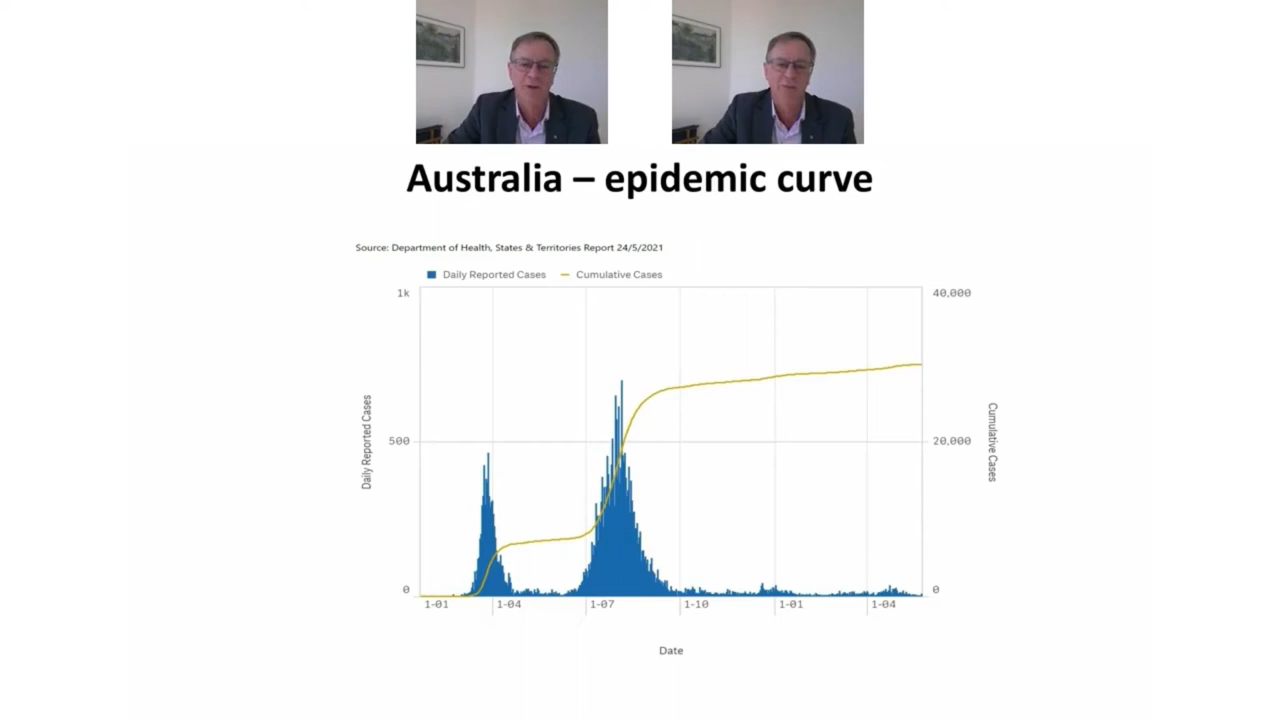 Australia – epidemic curve
Source: Department of Health, States & Territories Report 24/5/2021
Daily Reported Cases Cumulative Cases
1k 40,000
Daily Reported Cases
500 20,000
Cumulative Cases
0 0
1-01 1-04 1-07 1-10 1-01 1-04
Date